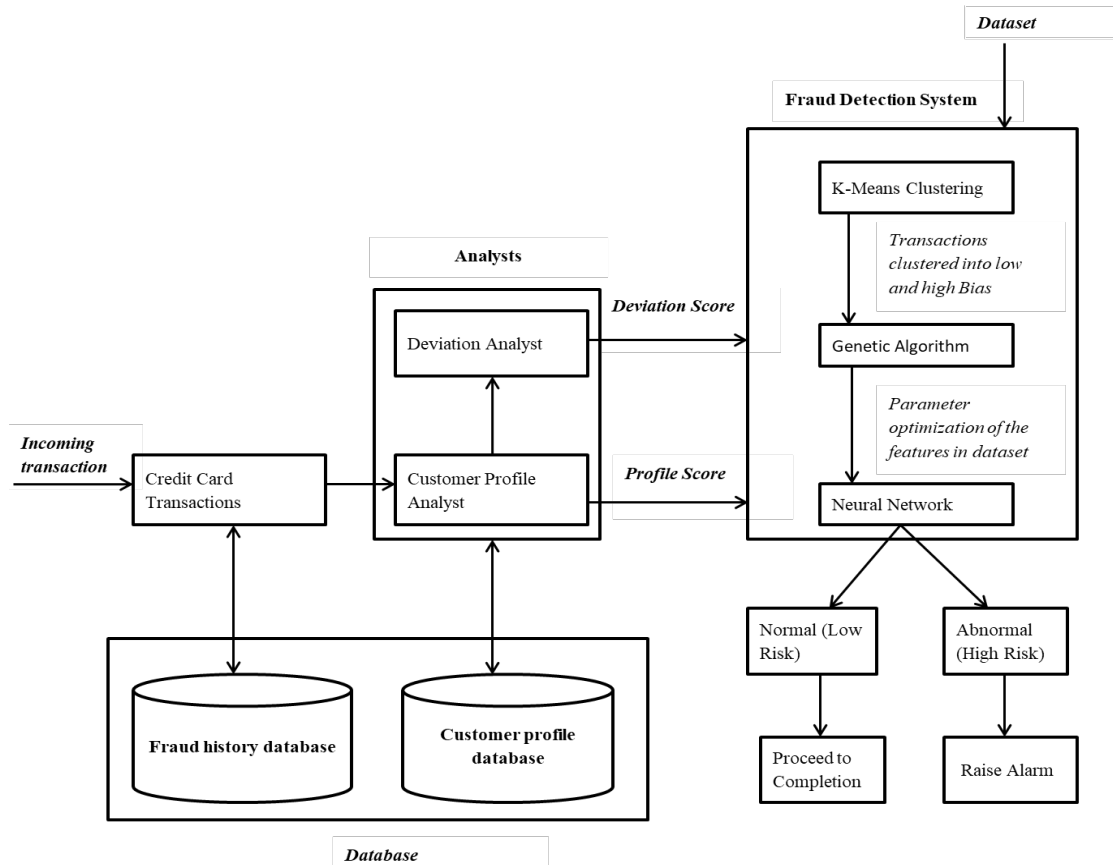 Dataset
Fraud Detection System
K-Means Clustering
Transactions
clustered into low
and high Bias
Analysts
Deviation Score
Deviation Analyst
Genetic Algorithm
Parameter
optimization of the
features in dataset
Incoming
transaction
Credit Card
Transactions
Customer Profile
Analyst
Profile Score
Neural Network
Normal (Low
Risk)
Abnormal
(High Risk)
Fraud history database
Customer profile
database
Proceed to
Completion
Raise Alarm
Database